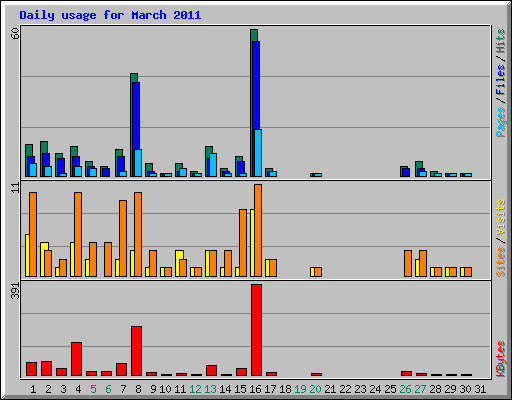 Daily usage for March 2011
60
Pages / Files / Hits
11
Sites / Visits
391
KBytes
1 2 3 4 5 6 7 8 9 10 11 12 13 14 15 16 17 18 19 20 21 22 23 24 25 26 27 28 29 30 31